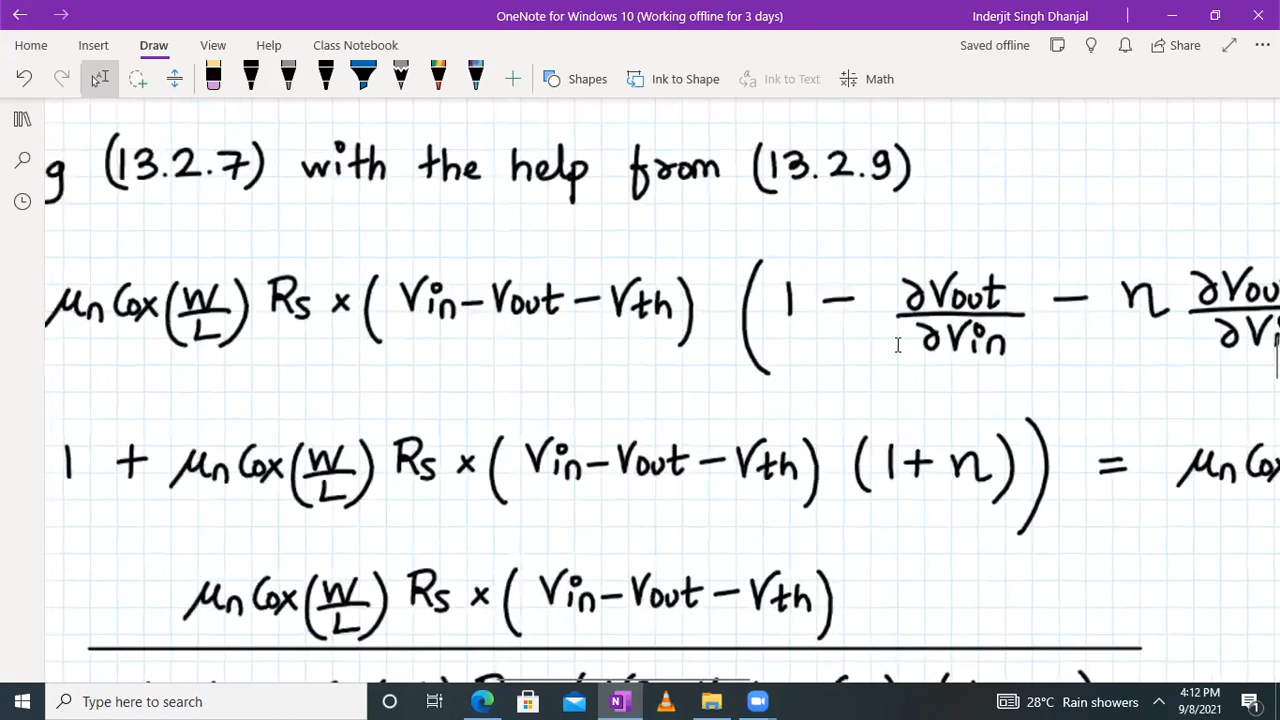 OneNote for Windows 10 (Working offline for 3 days)
Inderjit Singh Dhanjal
Home Insert Draw View Help Class Notebook
Saved offline Share
Shapes Ink to Shape Ink to Text Math
g (13.2.7) with the help from (13.2.9)
μn Cox (W/L) Rs × (Vin - Vout - Vth) (1 - ∂Vout/∂Vin - n ∂Vou/∂Vi
1 + μn Cox (W/L) Rs × (Vin - Vout - Vth) (1 + n)) = μn Cox
μn Cox (W/L) Rs × (Vin - Vout - Vth)
Type here to search
28°C Rain showers
4:12 PM
9/8/2021